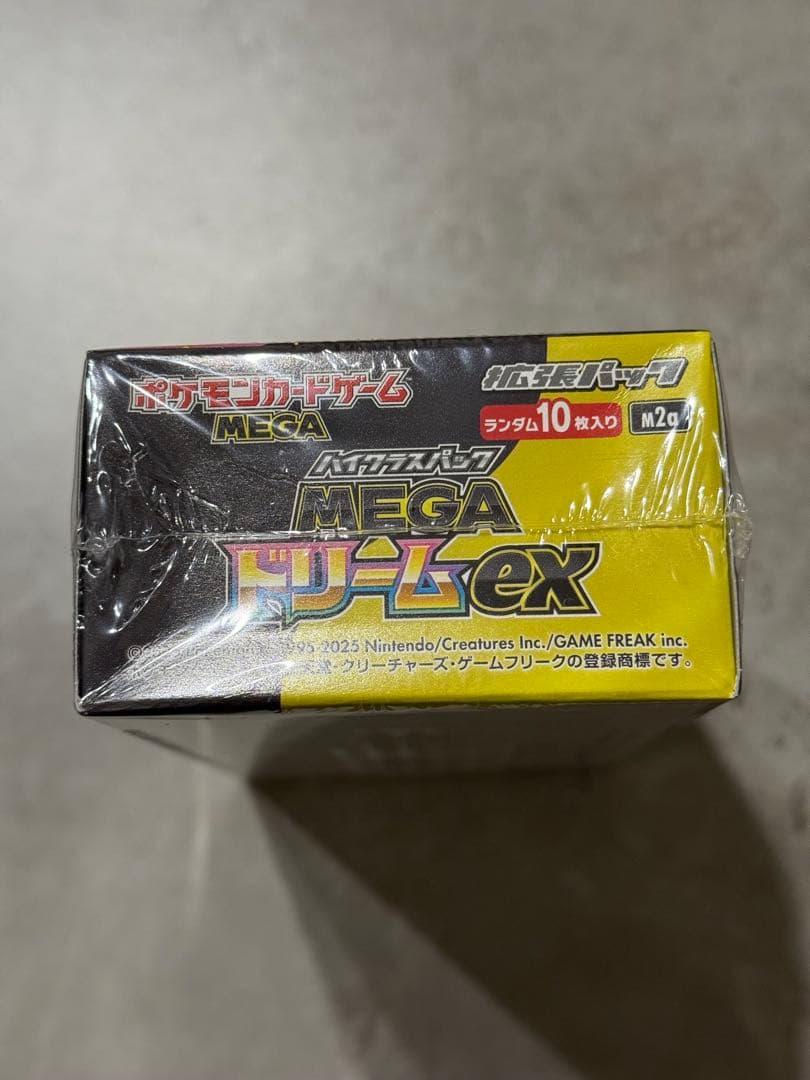 ポケモンカードゲーム
MEGA
拡張パック
ランダム10枚入り M2a
ハイクラスパック
MEGA
ドリームex
1995-2025 Nintendo/Creatures Inc./GAME FREAK inc.
クリーチャーズ・ゲームフリークの登録商標です。